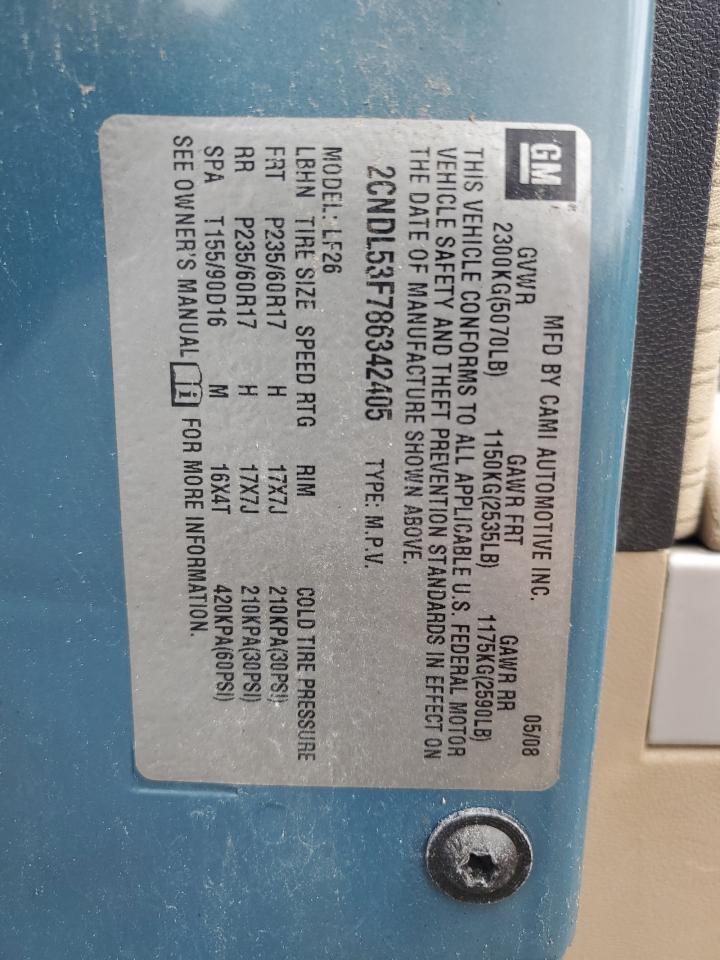 GM
MFD BY CAMI AUTOMOTIVE INC. 05/08
GVWR GAWR FRT GAWR RR
2300KG(5070LB) 1150KG(2535LB) 1175KG(2590LB)
THIS VEHICLE CONFORMS TO ALL APPLICABLE U.S. FEDERAL MOTOR
VEHICLE SAFETY AND THEFT PREVENTION STANDARDS IN EFFECT ON
THE DATE OF MANUFACTURE SHOWN ABOVE.
2CNDL53F786342405 TYPE: M.P.V.
MODEL: LF26
LBHN TIRE SIZE SPEED RTG RIM COLD TIRE PRESSURE
FRT P235/60R17 H 17X7J 210KPA(30PSI)
RR P235/60R17 H 17X7J 210KPA(30PSI)
SPA T155/90D16 M 16X4T 420KPA(60PSI)
SEE OWNER'S MANUAL i FOR MORE INFORMATION.